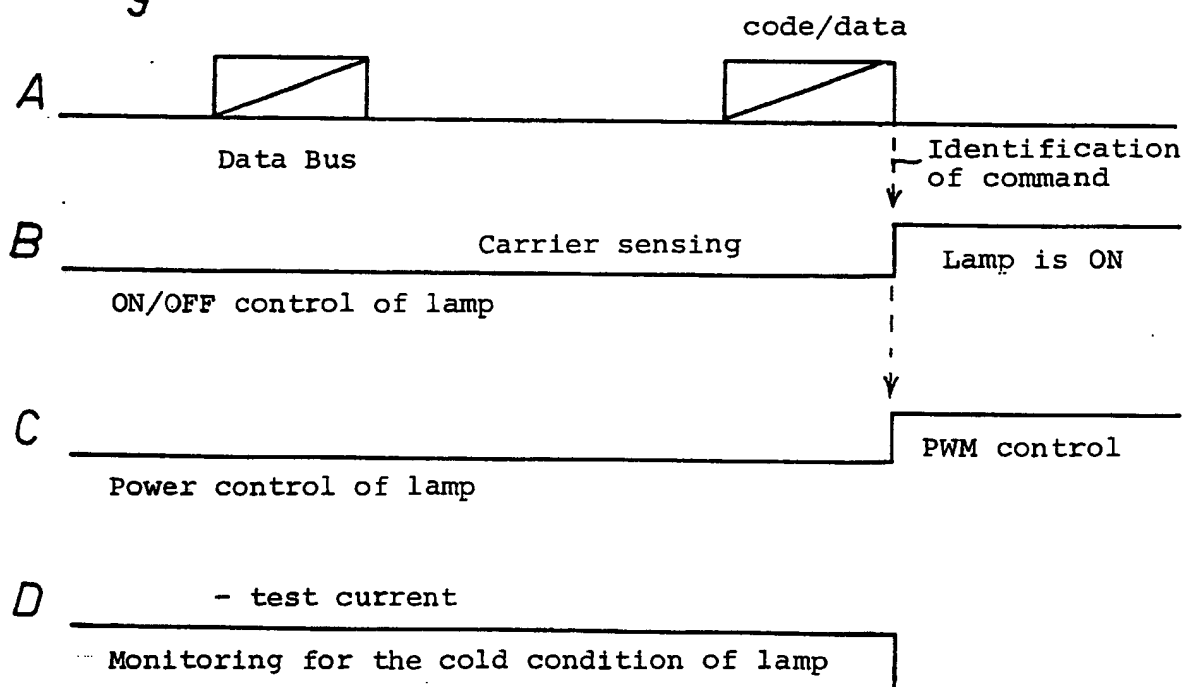 g
code/data
A
Data Bus
Identification
of command
B
Carrier sensing
Lamp is ON
ON/OFF control of lamp
C
PWM control
Power control of lamp
D
- test current
Monitoring for the cold condition of lamp